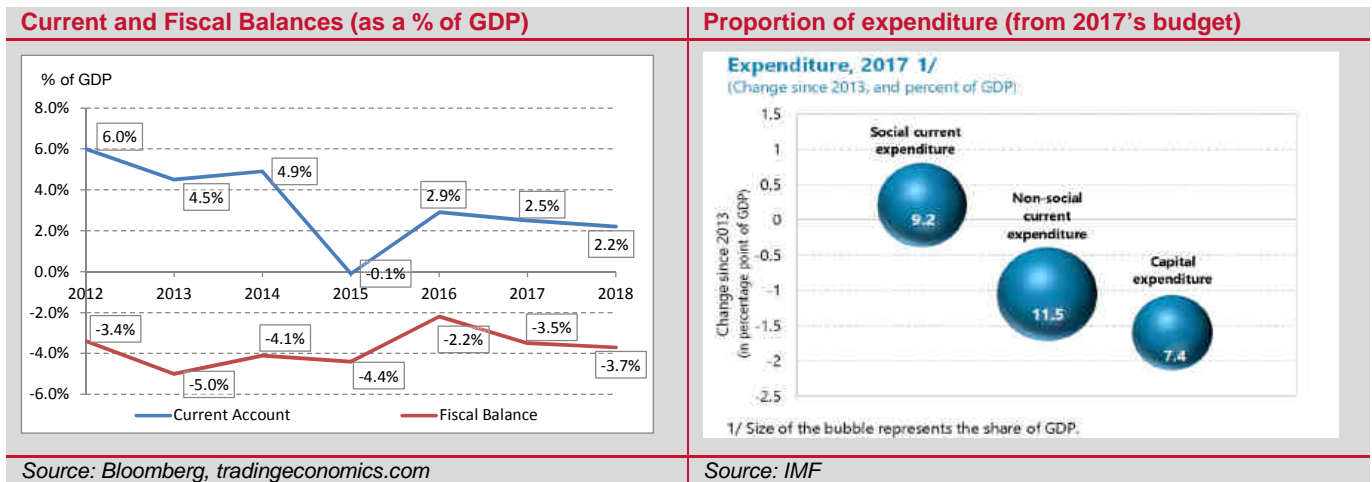 Current and Fiscal Balances (as a % of GDP)
% of GDP
8.0%
6.0%
4.0%
2.0%
0.0%
-2.0%
-4.0%
-6.0%
6.0%
4.5%
4.9%
-0.1%
2.9%
2.5%
2.2%
2012 2013 2014 2015 2016 2017 2018
-3.4%
-5.0%
-4.1%
-4.4%
-2.2%
-3.5%
-3.7%
Current Account
Fiscal Balance
Source: Bloomberg, tradingeconomics.com
Proportion of expenditure (from 2017's budget)
Expenditure, 2017 1/
(Change since 2013, and percent of GDP)
Change since 2013
(in percentage point of GDP)
1.5
1
0.5
0
-0.5
-1
-1.5
-2
-2.5
Social current
expenditure
9.2
Non-social
current
expenditure
11.5
Capital
expenditure
7.4
1/ Size of the bubble represents the share of GDP.
Source: IMF